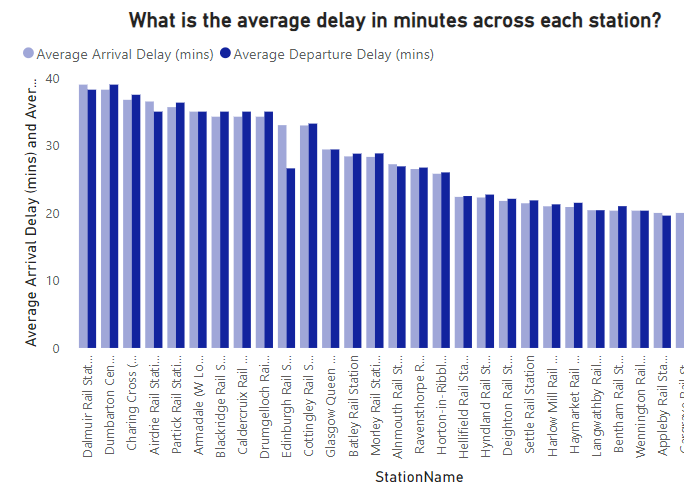 What is the average delay in minutes across each station?
Average Arrival Delay (mins) Average Departure Delay (mins)
Average Arrival Delay (mins) and Aver...
40
30
20
10
0
Dalmuir Rail Stat...
Dumbarton Cen...
Charing Cross (...
Airdrie Rail Stati...
Partick Rail Stati...
Armadale (W Lo...
Blackridge Rail S...
Caldercruix Rail ...
Drumgelloch Rai...
Edinburgh Rail S...
Cottingley Rail S...
Glasgow Queen ...
Batley Rail Station
Morley Rail Stati...
Alnmouth Rail St...
Ravensthorpe R...
Horton-in-Ribbl...
Hellifield Rail Sta...
Hyndland Rail St...
Deighton Rail St...
Settle Rail Station
Harlow Mill Rail ...
Haymarket Rail ...
Langwathby Rail...
Bentham Rail St...
Wennington Rail...
Appleby Rail Sta...
StationName